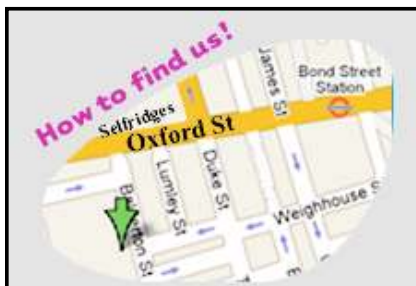 How to find us!
Bond Street
Station
James St
Selfridges
Oxford St
Duke St
Lumley St
Weighhouse S